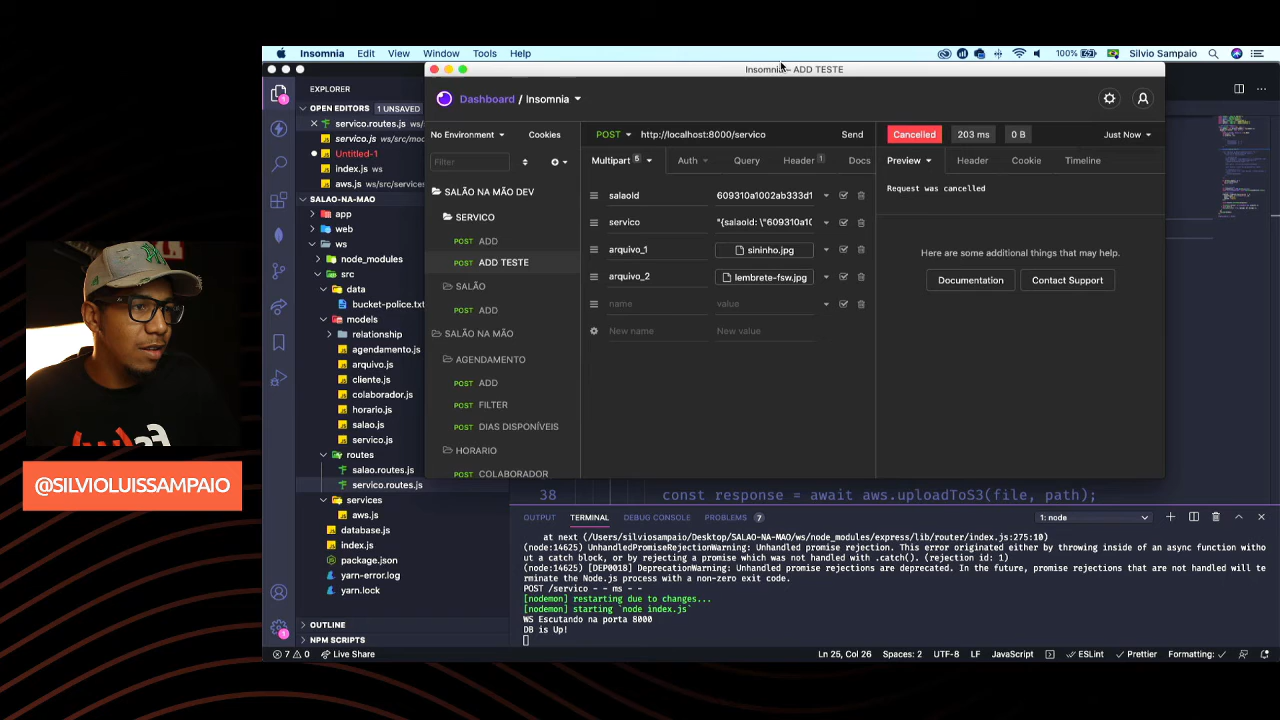 Insomnia Edit View Window Tools Help
100% Silvio Sampaio
Insomnia – ADD TESTE
EXPLORER
OPEN EDITORS 1 UNSAVED
servico.routes.js ws/sr
servico.js ws/src/mod
Untitled-1
index.js ws
aws.js ws/src/services
SALAO-NA-MAO
app
web
ws
node_modules
src
data
bucket-police.txt
models
relationship
agendamento.js
arquivo.js
cliente.js
colaborador.js
horario.js
salao.js
servico.js
routes
salao.routes.js
servico.routes.js
services
aws.js
database.js
index.js
package.json
yarn-error.log
yarn.lock
OUTLINE
NPM SCRIPTS
Dashboard / Insomnia
No Environment Cookies
Filter
SALÃO NA MÃO DEV
SERVICO
POST ADD
POST ADD TESTE
SALÃO
POST ADD
SALÃO NA MÃO
AGENDAMENTO
POST ADD
POST FILTER
POST DIAS DISPONÍVEIS
HORARIO
POST COLABORADOR
POST http://localhost:8000/servico Send
Multipart 6 Auth Query Header 1 Docs
salaoId 609310a1002ab333d1
servico "{salaoId: \"609310a10
arquivo_1 sininho.jpg
arquivo_2 lembrete-fsw.jpg
name value
New name New value
Cancelled 203 ms 0 B Just Now
Preview Header Cookie Timeline
Request was cancelled
Here are some additional things that may help.
Documentation Contact Support
38 const response = await aws.uploadToS3(file, path);
OUTPUT TERMINAL DEBUG CONSOLE PROBLEMS 7 1: node
at next (/Users/silviosampaio/Desktop/SALAO-NA-MAO/ws/node_modules/express/lib/router/index.js:275:10)
(node:14625) UnhandledPromiseRejectionWarning: Unhandled promise rejection. This error originated either by throwing inside of an async function witho
ut a catch block, or by rejecting a promise which was not handled with .catch(). (rejection id: 1)
(node:14625) [DEP0018] DeprecationWarning: Unhandled promise rejections are deprecated. In the future, promise rejections that are not handled will te
rminate the Node.js process with a non-zero exit code.
POST /servico - - ms - -
[nodemon] restarting due to changes...
[nodemon] starting `node index.js`
WS Escutando na porta 8000
DB is Up!
7 0 Live Share Ln 25, Col 26 Spaces: 2 UTF-8 LF JavaScript ESLint Prettier Formatting:
@SILVIOLUISSAMPAIO